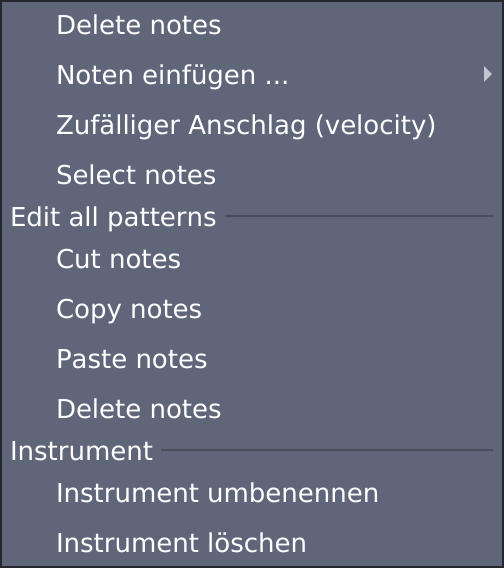 Delete notes
Noten einfügen ...
Zufälliger Anschlag (velocity)
Select notes
Edit all patterns
Cut notes
Copy notes
Paste notes
Delete notes
Instrument
Instrument umbenennen
Instrument löschen